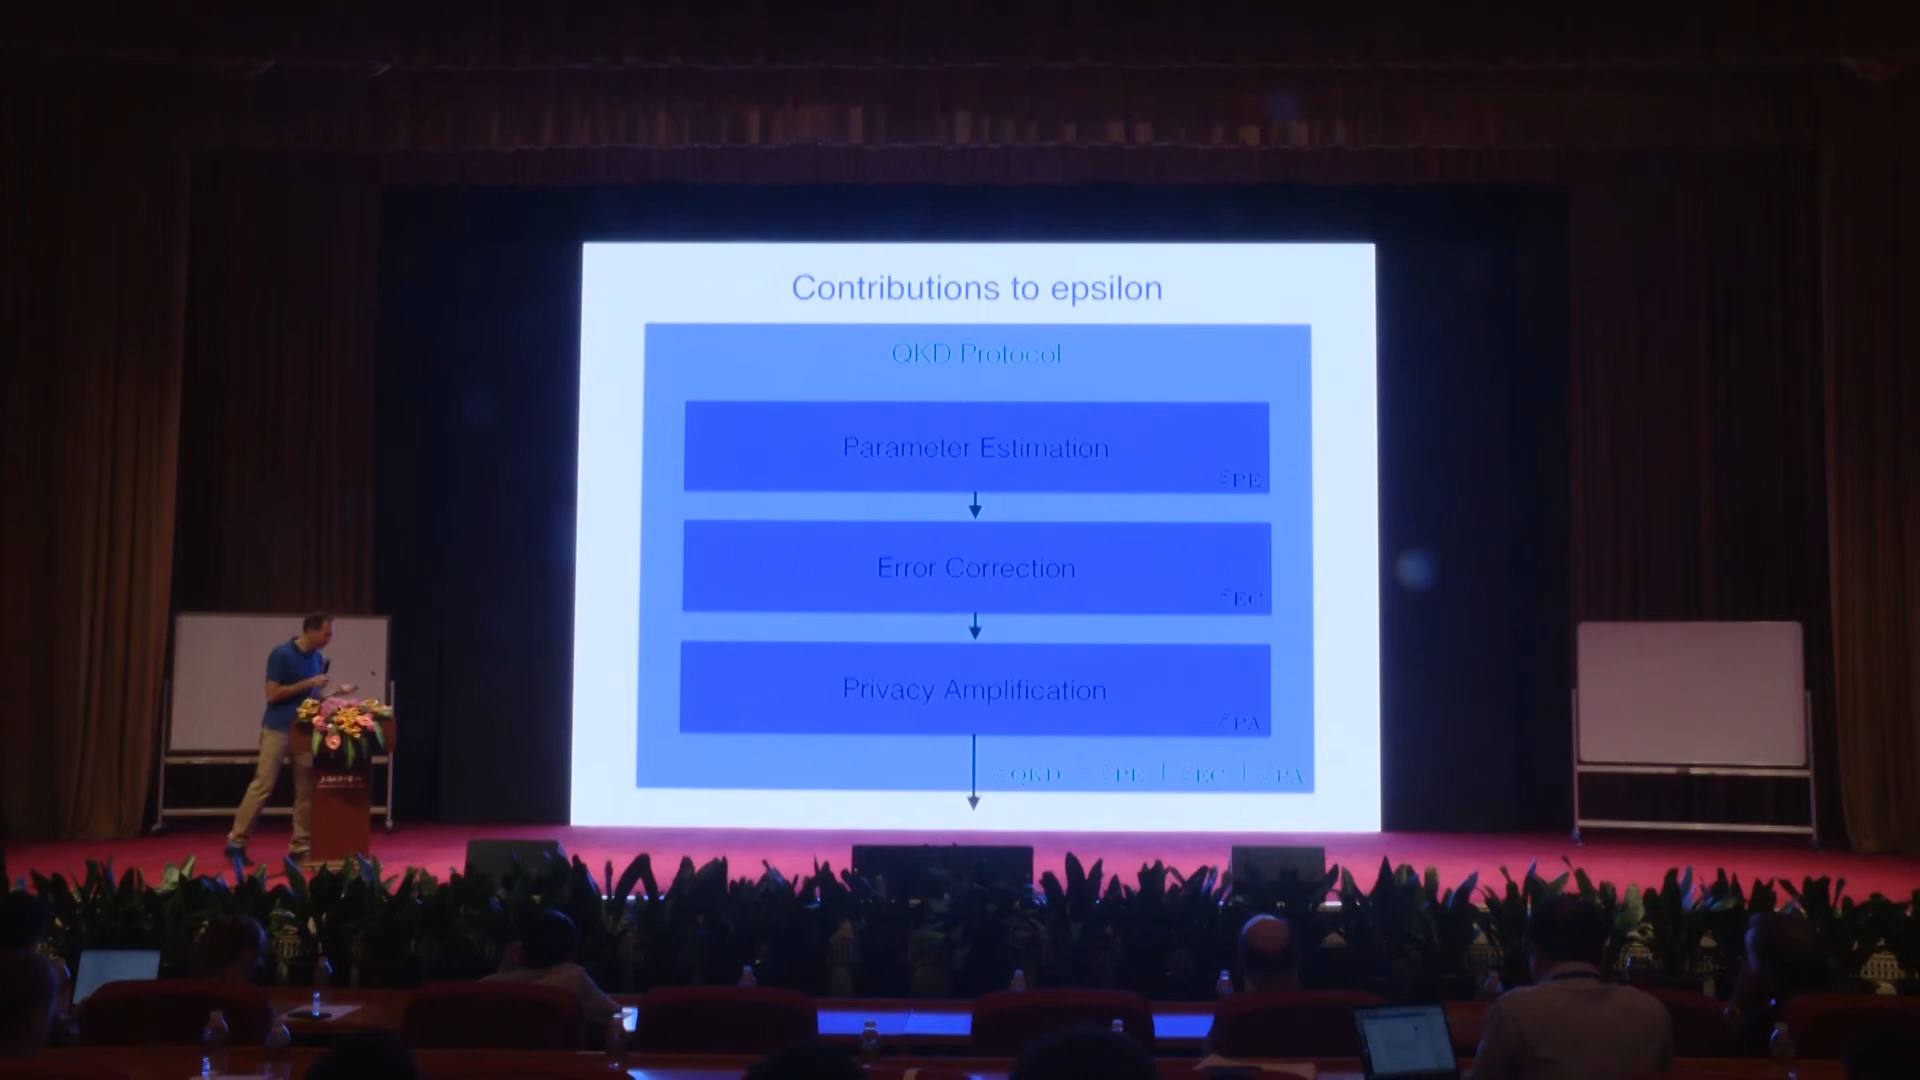 Contributions to epsilon
QKD Protocol
Parameter Estimation
εPE
Error Correction
εEC
Privacy Amplification
εPA
εQKD = εPE + εEC + εPA